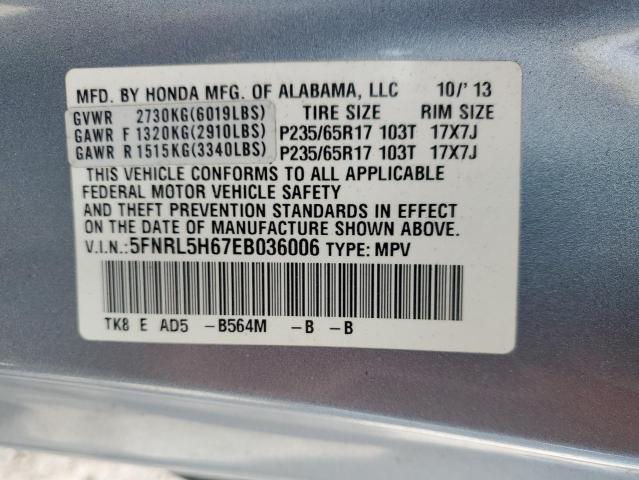 MFD. BY HONDA MFG. OF ALABAMA, LLC 10/'13
GVWR 2730KG(6019LBS) TIRE SIZE RIM SIZE
GAWR F 1320KG(2910LBS) P235/65R17 103T 17X7J
GAWR R 1515KG(3340LBS) P235/65R17 103T 17X7J
THIS VEHICLE CONFORMS TO ALL APPLICABLE
FEDERAL MOTOR VEHICLE SAFETY
AND THEFT PREVENTION STANDARDS IN EFFECT
ON THE DATE OF MANUFACTURE SHOWN ABOVE.
V.I.N.:5FNRL5H67EB036006 TYPE: MPV
TK8 E AD5 -B564M -B -B